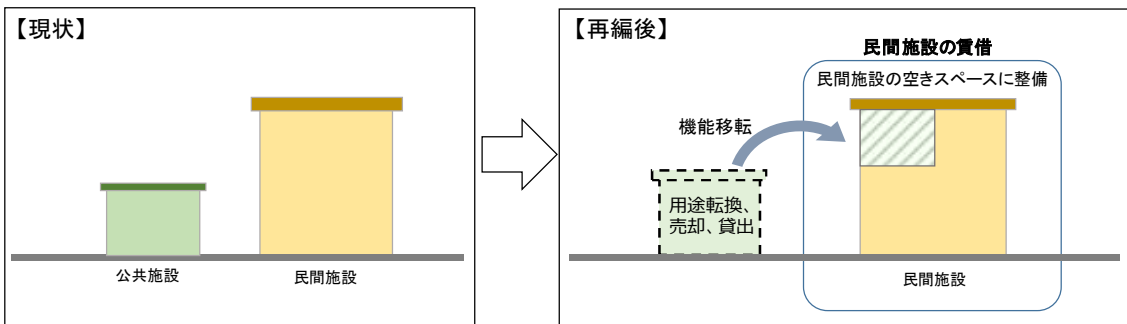 【現状】
公共施設
民間施設
【再編後】
民間施設の賃借
民間施設の空きスペースに整備
機能移転
用途転換、
売却、貸出
民間施設